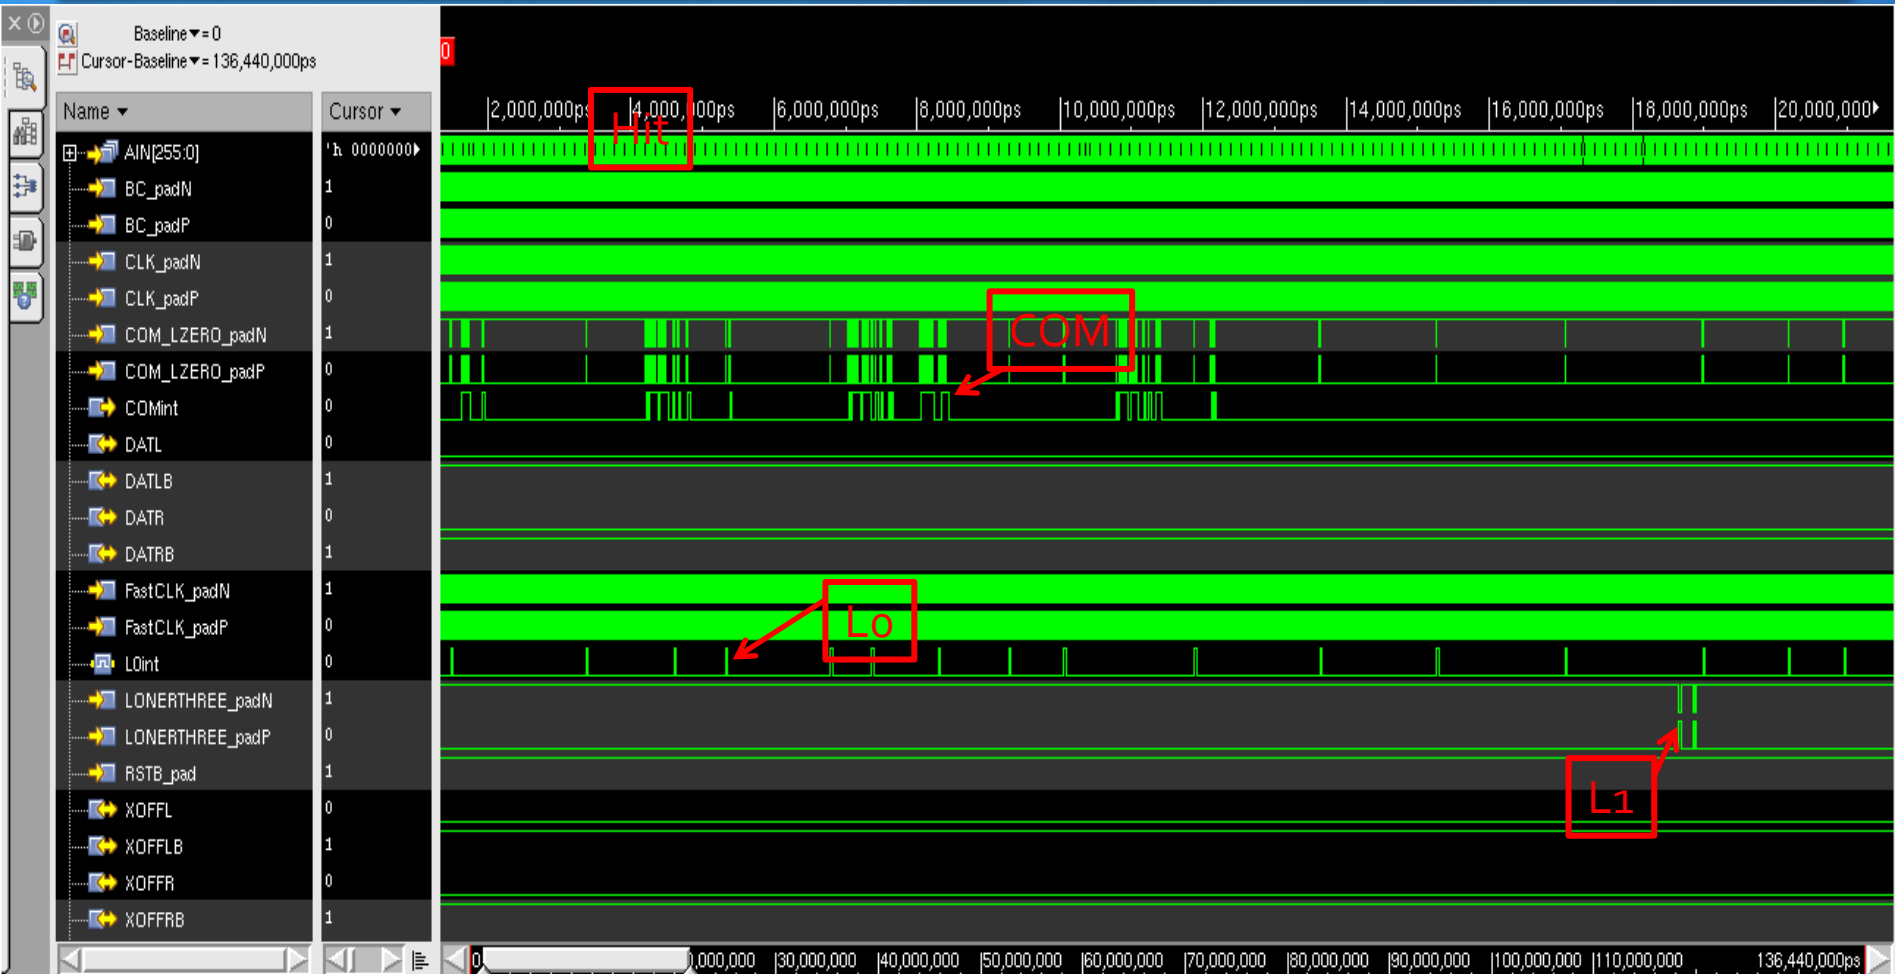 Baseline▼= 0
Cursor-Baseline▼= 136,440,000ps
0
Name ▼ Cursor ▼
2,000,000ps 4,000,000ps 6,000,000ps 8,000,000ps 10,000,000ps 12,000,000ps 14,000,000ps 16,000,000ps 18,000,000ps 20,000,000
Hit
AIN[255:0] 'h 0000000
BC_padN 1
BC_padP 0
CLK_padN 1
CLK_padP 0
COM_LZERO_padN 1
COM
COM_LZERO_padP 0
COMint 0
DATL 0
DATLB 1
DATR 0
DATRB 1
FastCLK_padN 1
FastCLK_padP 0
L0
L0int 0
LONERTHREE_padN 1
LONERTHREE_padP 0
RSTB_pad 1
L1
XOFFL 0
XOFFLB 1
XOFFR 0
XOFFRB 1
0 ,000,000 30,000,000 40,000,000 50,000,000 60,000,000 70,000,000 80,000,000 90,000,000 100,000,000 110,000,000 136,440,000ps